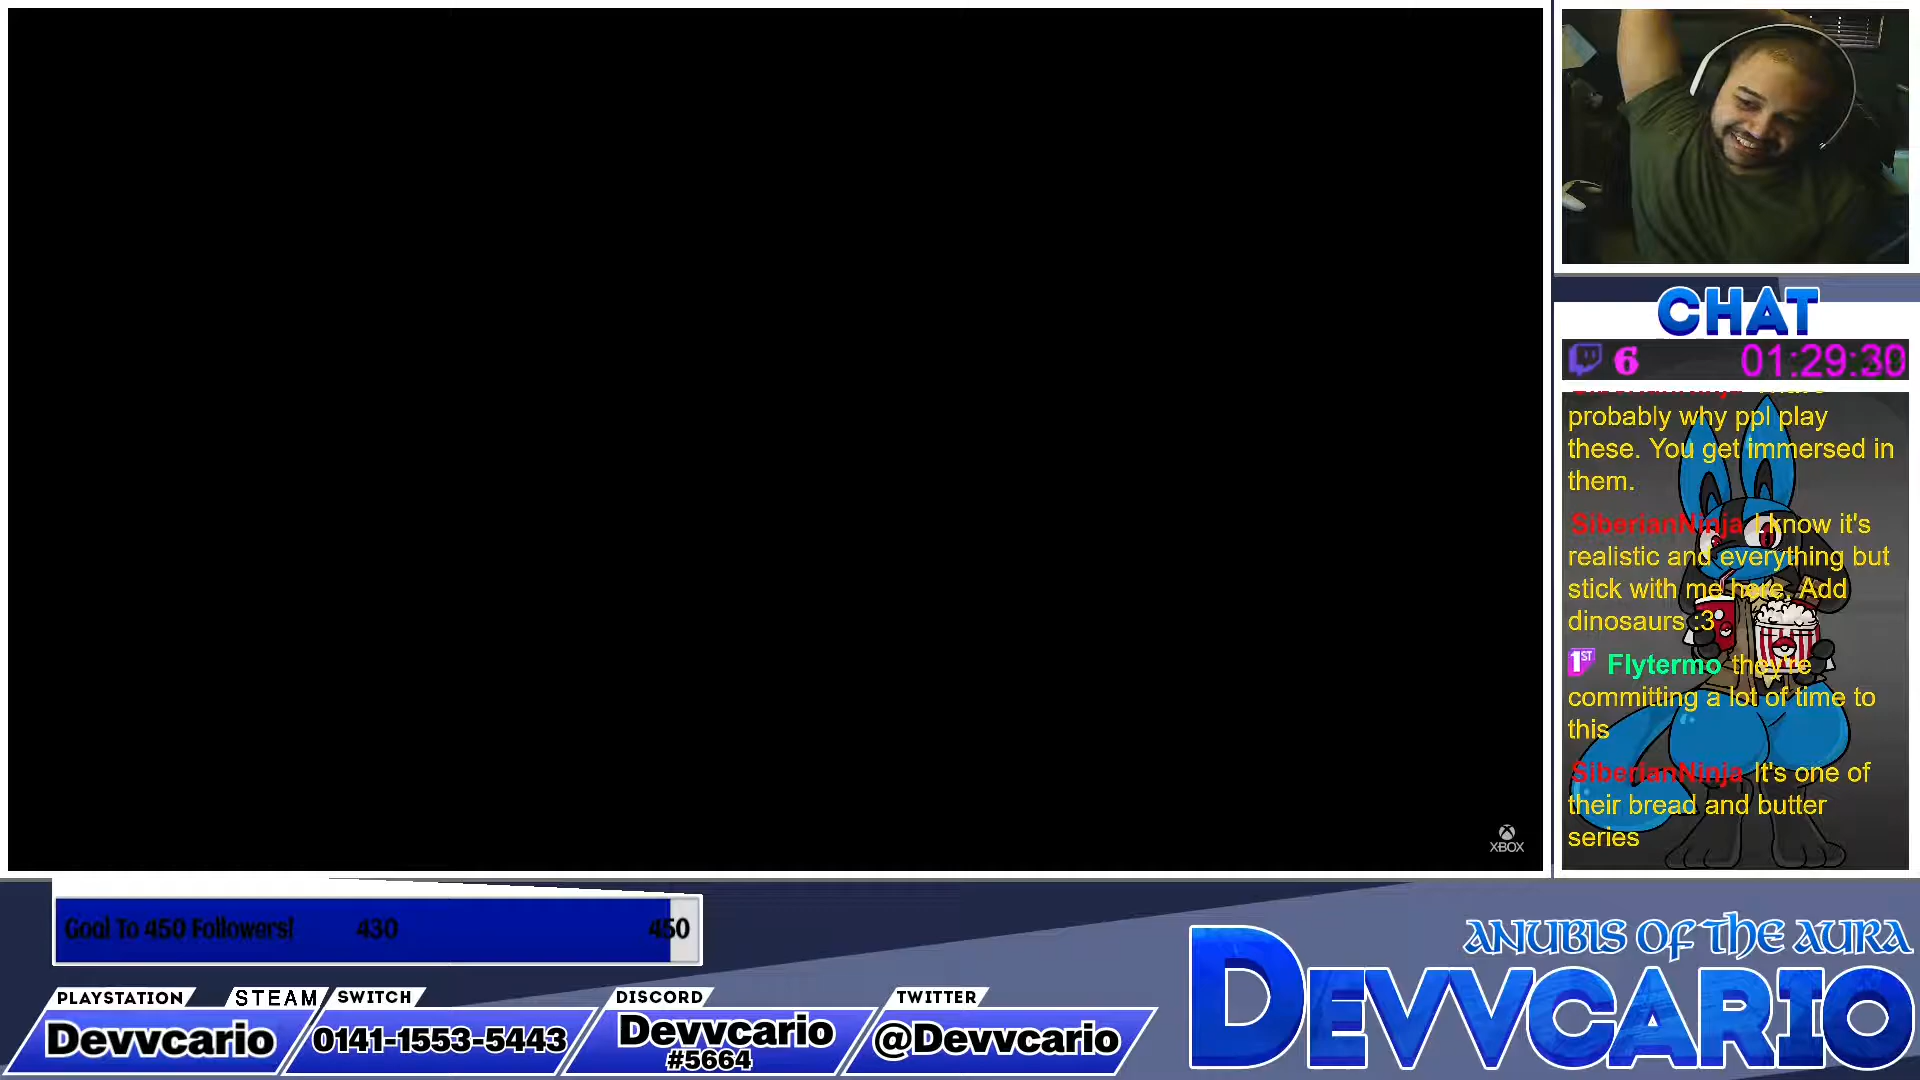 XBOX
CHAT
6 01:29:30
probably why ppl play
these. You get immersed in
them.
SiberianNinja I know it's
realistic and everything but
stick with me here. Add
dinosaurs :3
1ST Flytermo they're
committing a lot of time to
this
SiberianNinja It's one of
their bread and butter
series
Goal To 450 Followers! 430 450
PLAYSTATION STEAM SWITCH DISCORD TWITTER
Devvcario 0141-1553-5443 Devvcario #5664 @Devvcario
ANUBIS OF THE AURA
DEVVCARIO